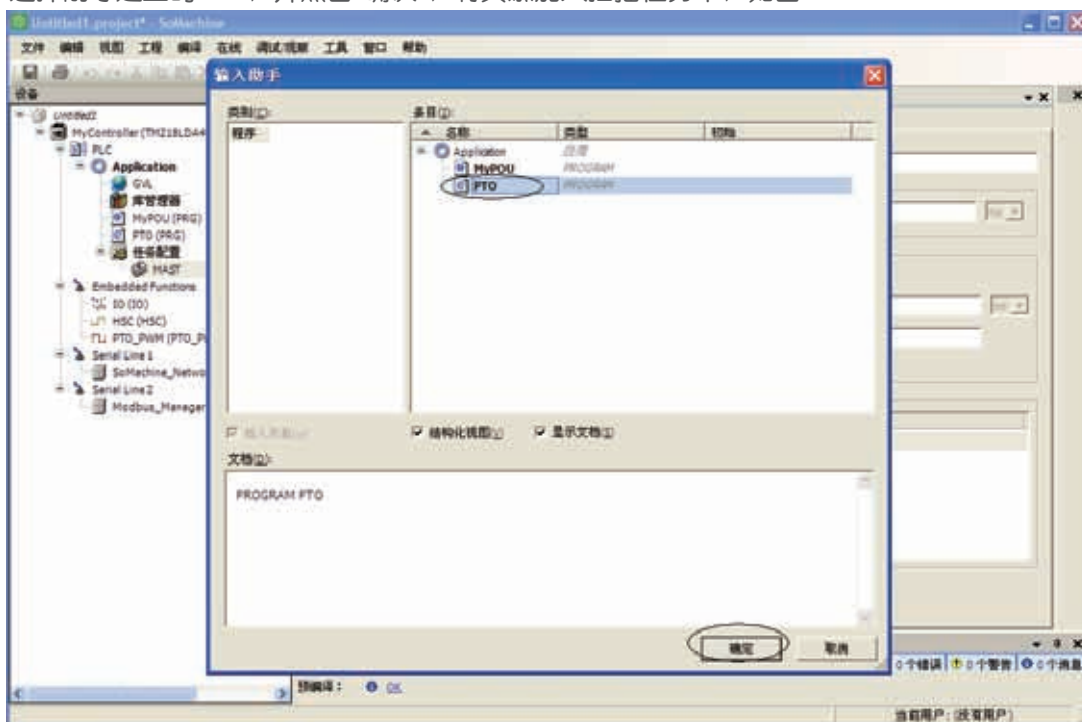 Untitled1.project* - SoMachine
文件 编辑 视图 工程 编译 在线 调试/观察 工具 窗口 帮助
设备
Untitled1
MyController (TM218LDA4
PLC
Application
GVL
库管理器
MyPOU (PRG)
PTO (PRG)
任务配置
MAST
Embedded Functions
IO (IO)
HSC (HSC)
PTO_PWM (PTO_P
Serial Line 1
SoMachine_Netwo
Serial Line 2
Modbus_Manager
输入助手
类别(C):
程序
条目(I):
名称 类型 初始
Application 应用
MyPOU PROGRAM
PTO PROGRAM
结构化视图(V) 显示文档(S)
文档(D):
PROGRAM PTO
确定 取消
预编译: OK
0个错误 0个警告 0个消息
当前用户: (没有用户)